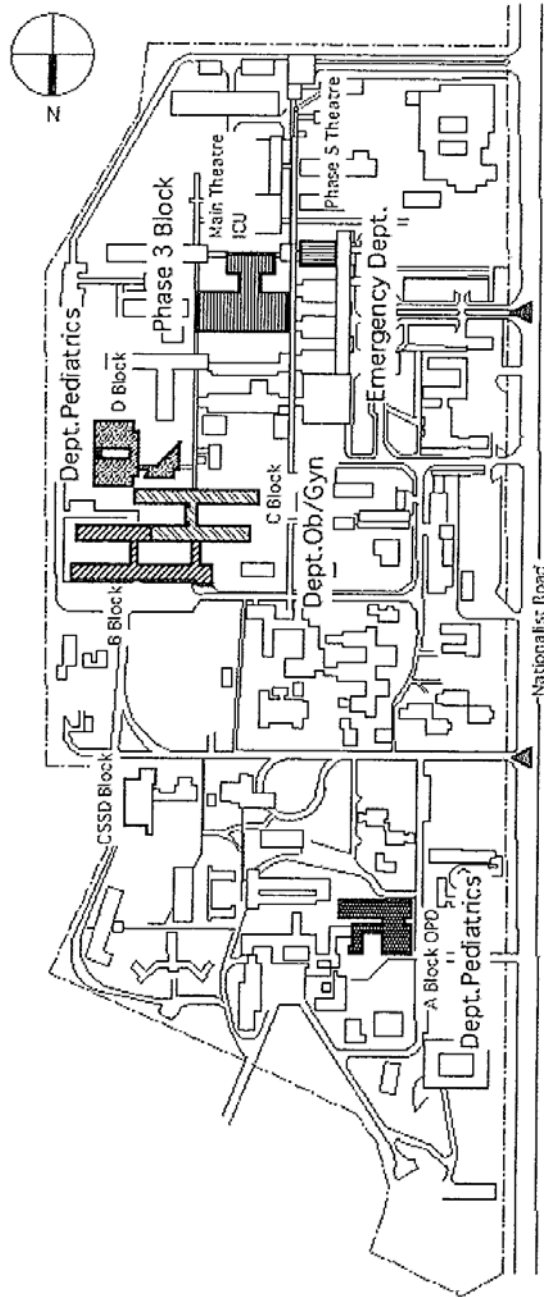 N
Dept.Pediatrics
D Block
Phase 3 Block
Main Theatre
ICU
Phase 5 Theatre
Emergency Dept.
C Block
Dept.Ob/Gyn
B Block
CSSD Block
A Block OPD
Dept.Pediatrics
Nationalist Road